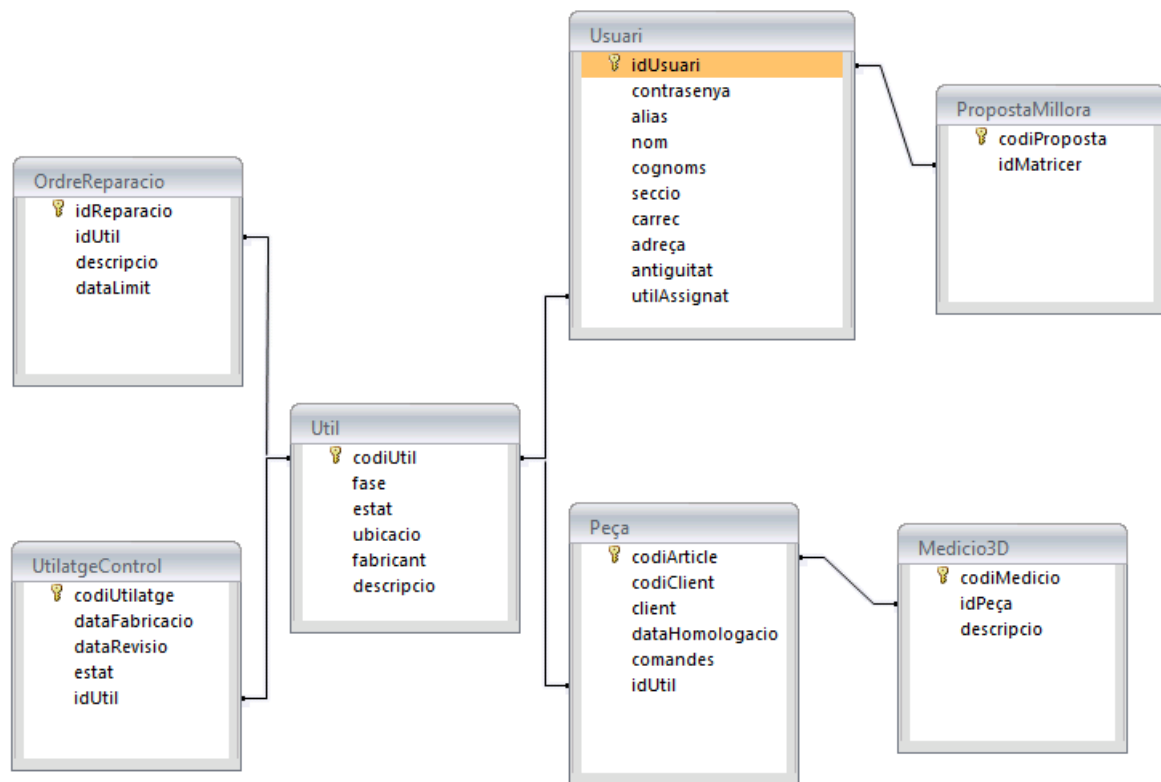 Usuari
idUsuari
contrasenya
alias
nom
cognoms
seccio
carrec
adreça
antiguitat
utilAssignat
PropostaMillora
codiProposta
idMatricer
OrdreReparacio
idReparacio
idUtil
descripcio
dataLimit
Util
codiUtil
fase
estat
ubicacio
fabricant
descripcio
UtilatgeControl
codiUtilatge
dataFabricacio
dataRevisio
estat
idUtil
Peça
codiArticle
codiClient
client
dataHomologacio
comandes
idUtil
Medicio3D
codiMedicio
idPeça
descripcio